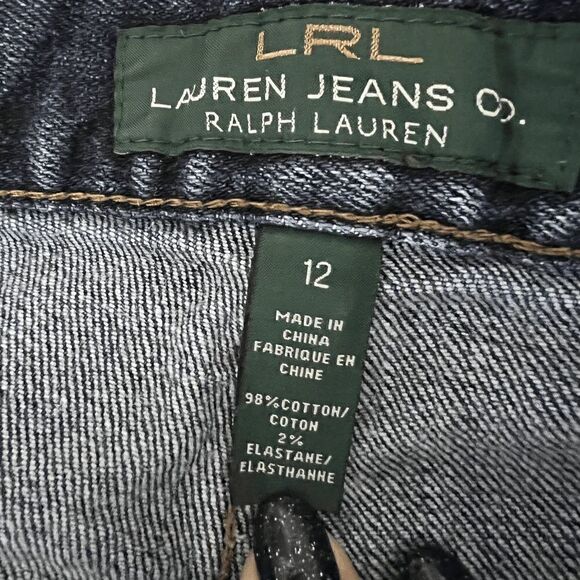 LRL
LAUREN JEANS CO.
RALPH LAUREN
12
MADE IN
CHINA
FABRIQUE EN
CHINE
98%COTTON/
COTON
2%
ELASTANE/
ELASTHANNE